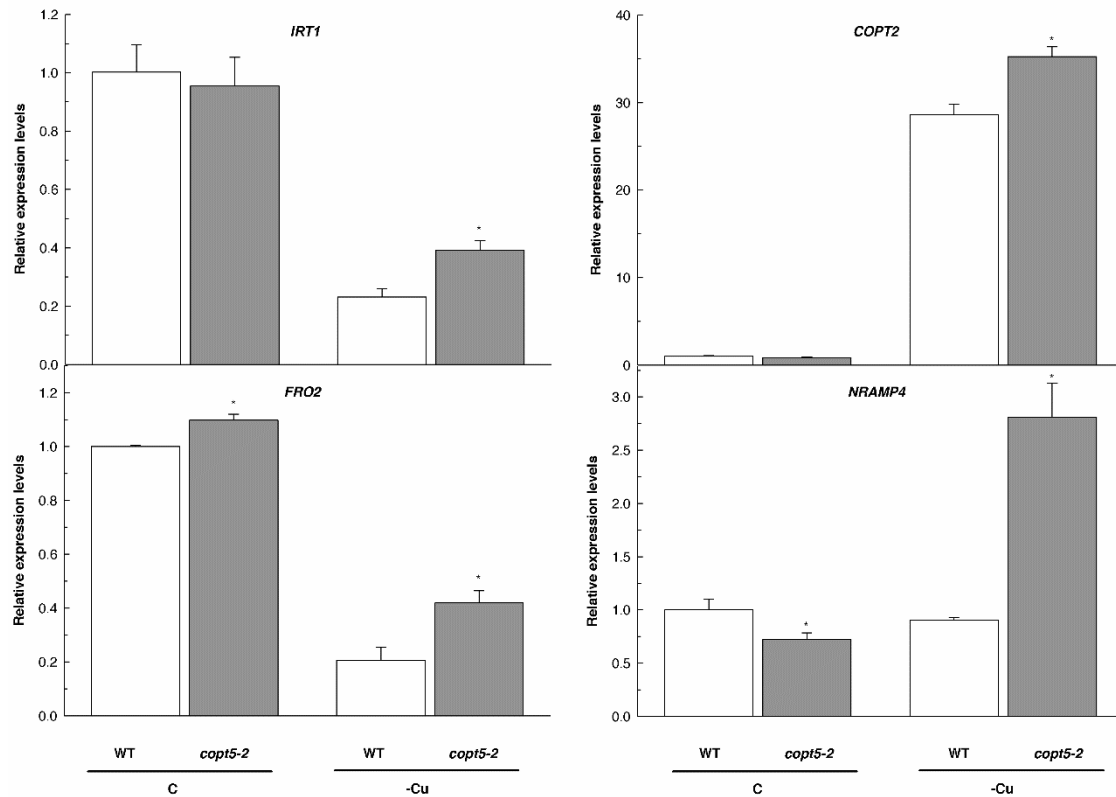 IRT1
Relative expression levels
1.2
1.0
0.8
0.6
0.4
0.2
0.0
*
COPT2
Relative expression levels
40
30
20
10
0
*
FRO2
Relative expression levels
1.2
1.0
0.8
0.6
0.4
0.2
0.0
*
*
WT copt5-2 WT copt5-2
C -Cu
NRAMP4
Relative expression levels
3.0
2.5
2.0
1.5
1.0
0.5
0.0
*
*
WT copt5-2 WT copt5-2
C -Cu